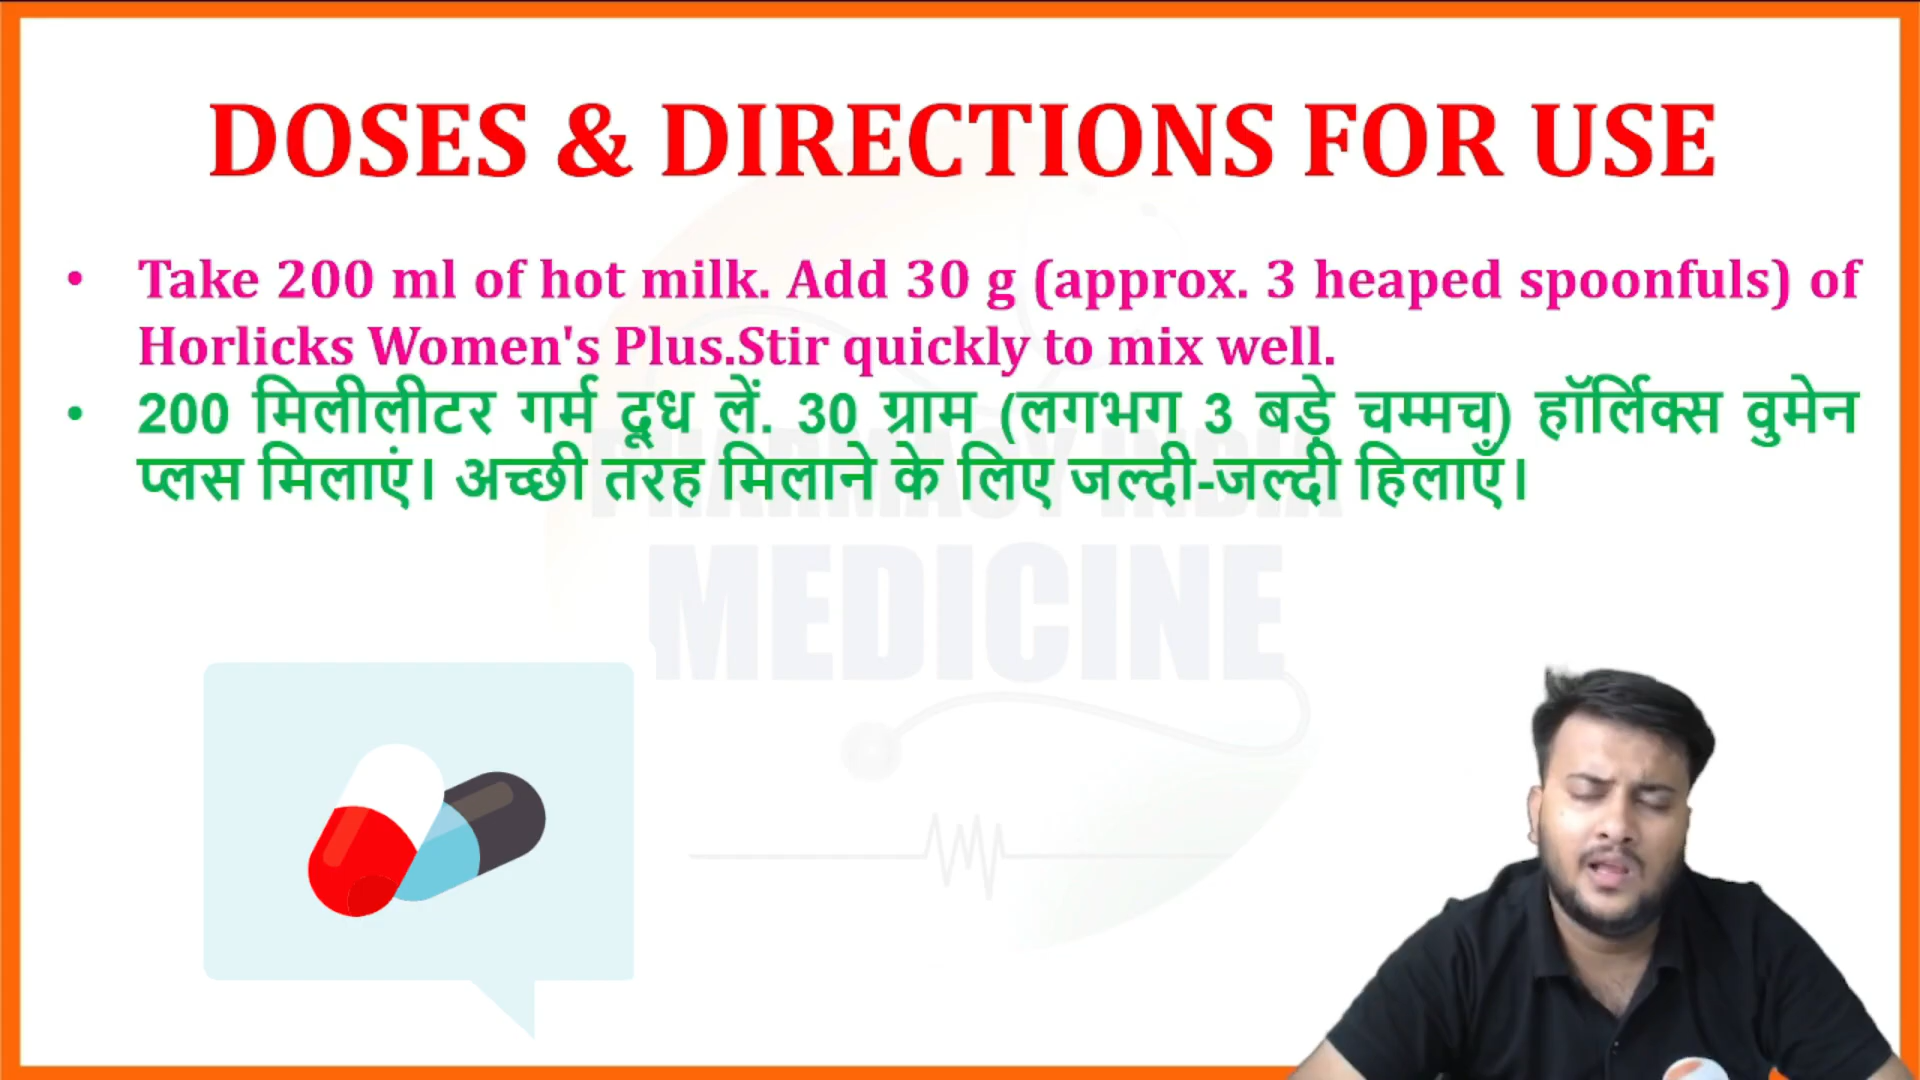 DOSES & DIRECTIONS FOR USE
• Take 200 ml of hot milk. Add 30 g (approx. 3 heaped spoonfuls) of
Horlicks Women's Plus.Stir quickly to mix well.
• 200 मिलीलीटर गर्म दूध लें. 30 ग्राम (लगभग 3 बड़े चम्मच) हॉर्लिक्स वुमेन
प्लस मिलाएं। अच्छी तरह मिलाने के लिए जल्दी-जल्दी हिलाएँ।
PHARMACY INDIA
MEDICINE